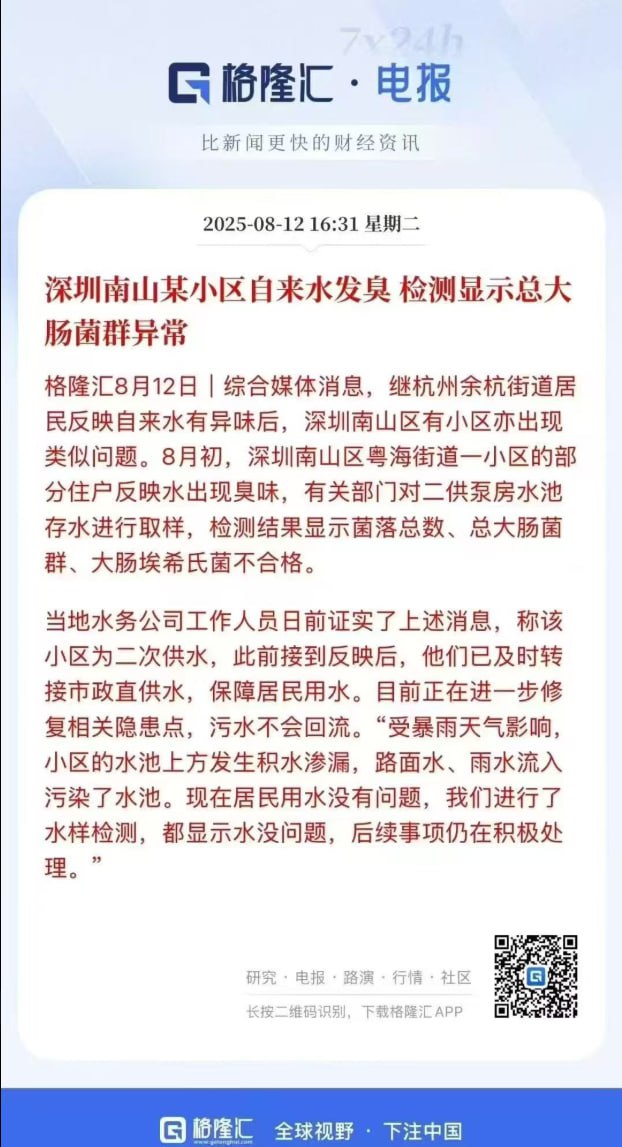 7x24h
格隆汇·电报
比新闻更快的财经资讯
2025-08-12 16:31 星期二
深圳南山某小区自来水发臭 检测显示总大
肠菌群异常
格隆汇8月12日｜综合媒体消息，继杭州余杭街道居
民反映自来水有异味后，深圳南山区有小区亦出现
类似问题。8月初，深圳南山区粤海街道一小区的部
分住户反映水出现臭味，有关部门对二供泵房水池
存水进行取样，检测结果显示菌落总数、总大肠菌
群、大肠埃希氏菌不合格。
当地水务公司工作人员日前证实了上述消息，称该
小区为二次供水，此前接到反映后，他们已及时转
接市政直供水，保障居民用水。目前正在进一步修
复相关隐患点，污水不会回流。“受暴雨天气影响，
小区的水池上方发生积水渗漏，路面水、雨水流入
污染了水池。现在居民用水没有问题，我们进行了
水样检测，都显示水没问题，后续事项仍在积极处
理。”
研究·电报·路演·行情·社区
长按二维码识别，下载格隆汇APP
格隆汇 全球视野·下注中国
www.gelonghui.com